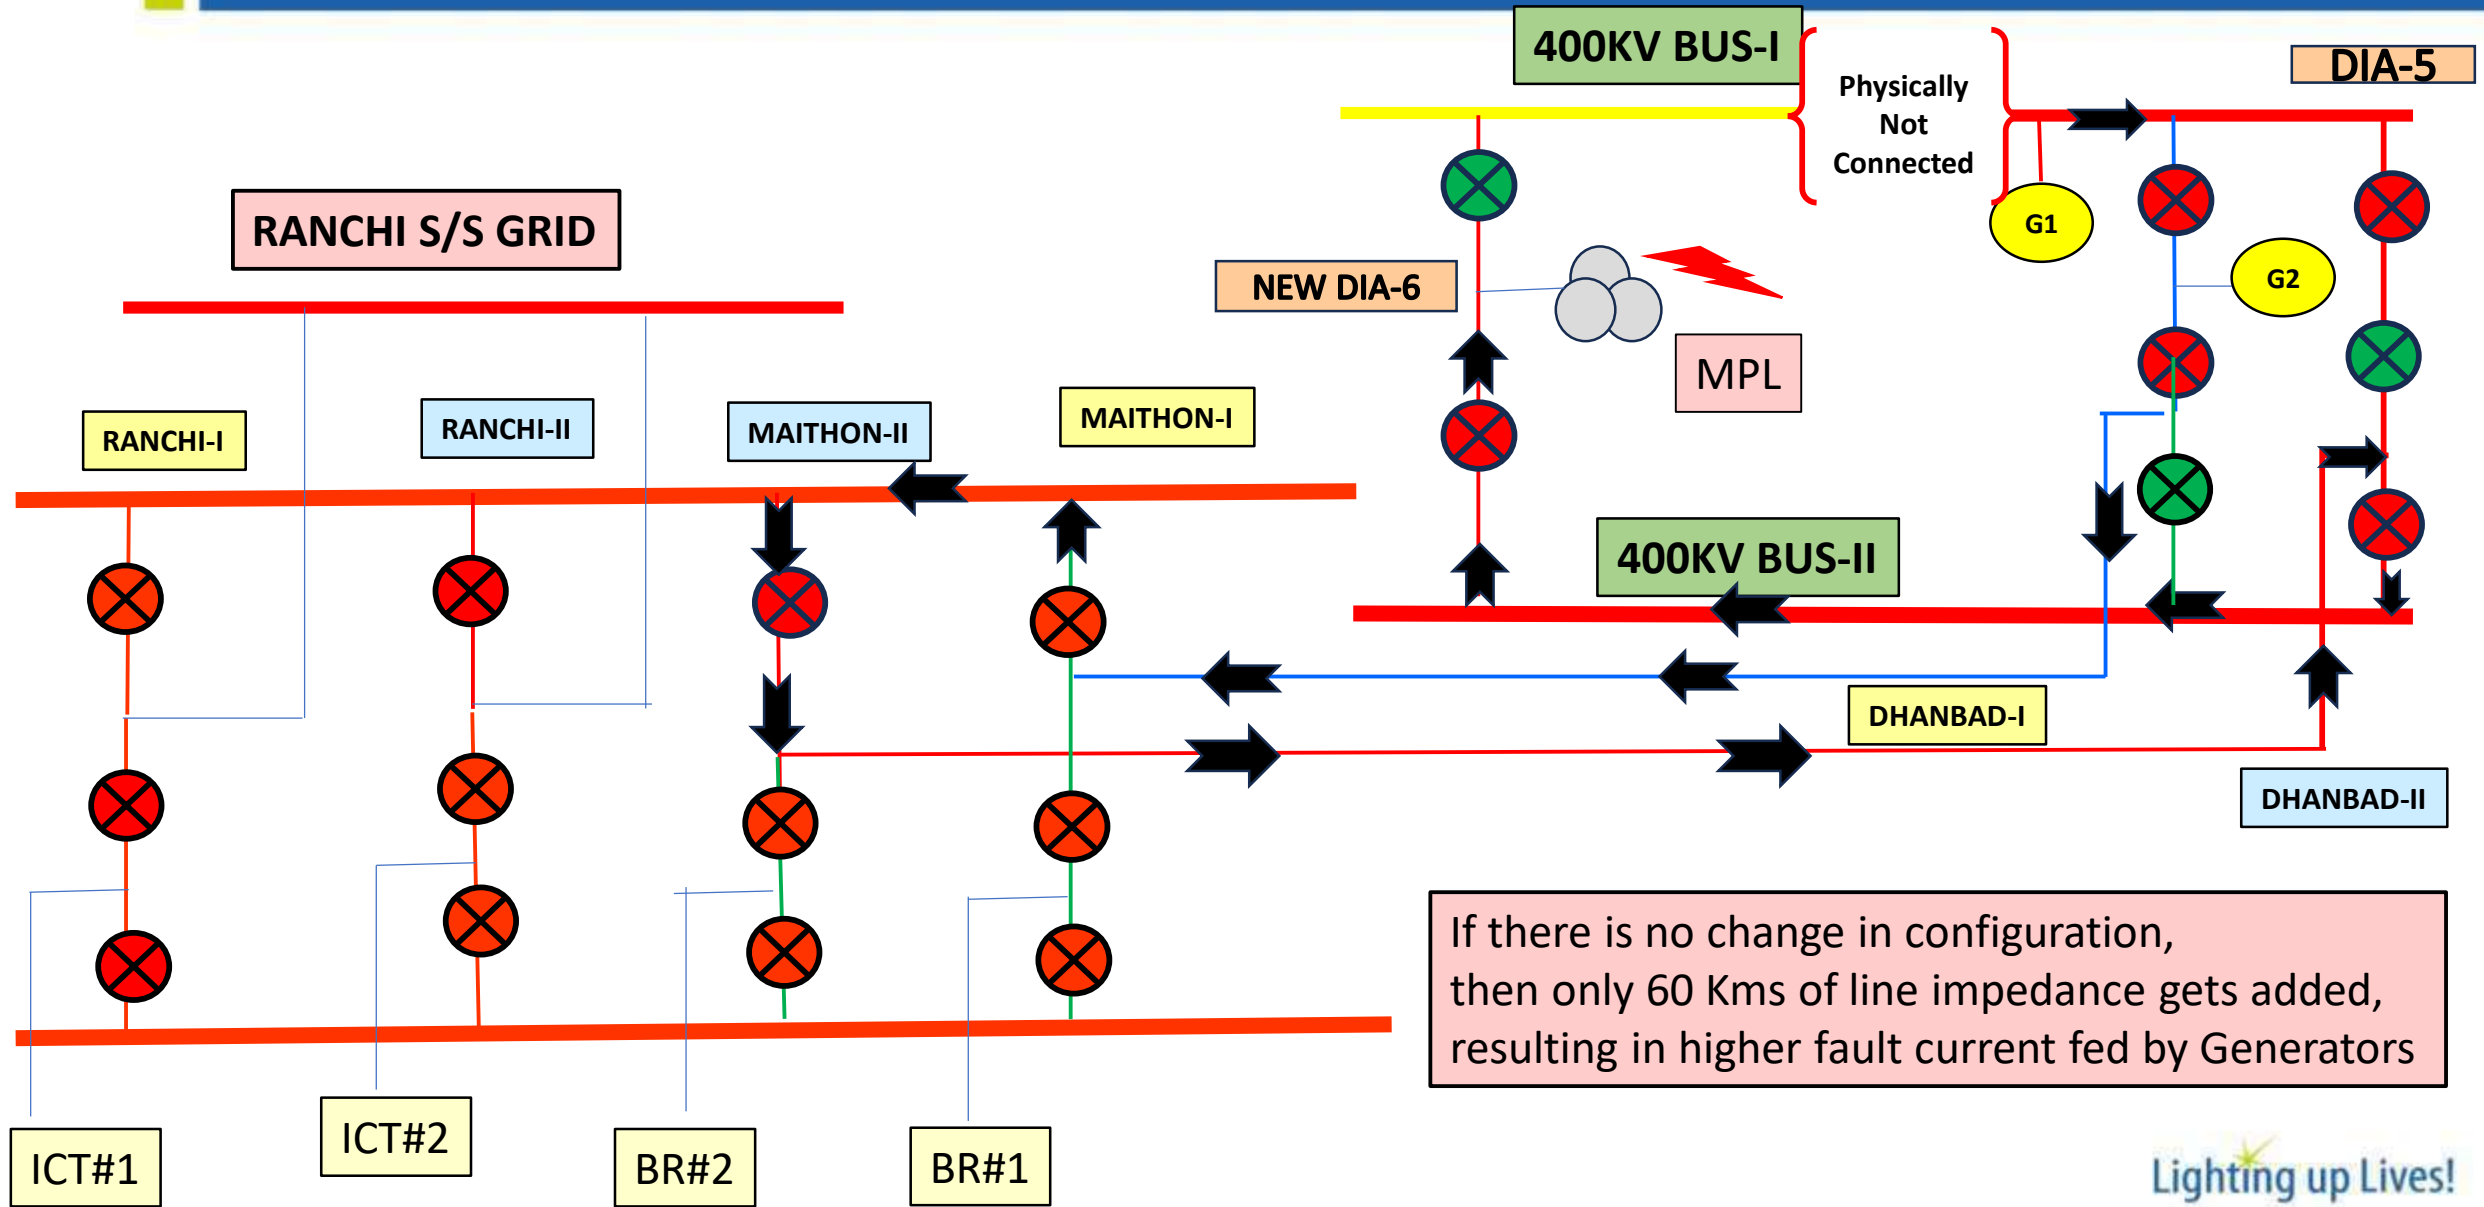 400KV BUS-I
Physically
Not
Connected
DIA-5
RANCHI S/S GRID
G1
G2
NEW DIA-6
MPL
RANCHI-I
RANCHI-II
MAITHON-II
MAITHON-I
400KV BUS-II
DHANBAD-I
DHANBAD-II
If there is no change in configuration,
then only 60 Kms of line impedance gets added,
resulting in higher fault current fed by Generators
ICT#1
ICT#2
BR#2
BR#1
Lighting up Lives!